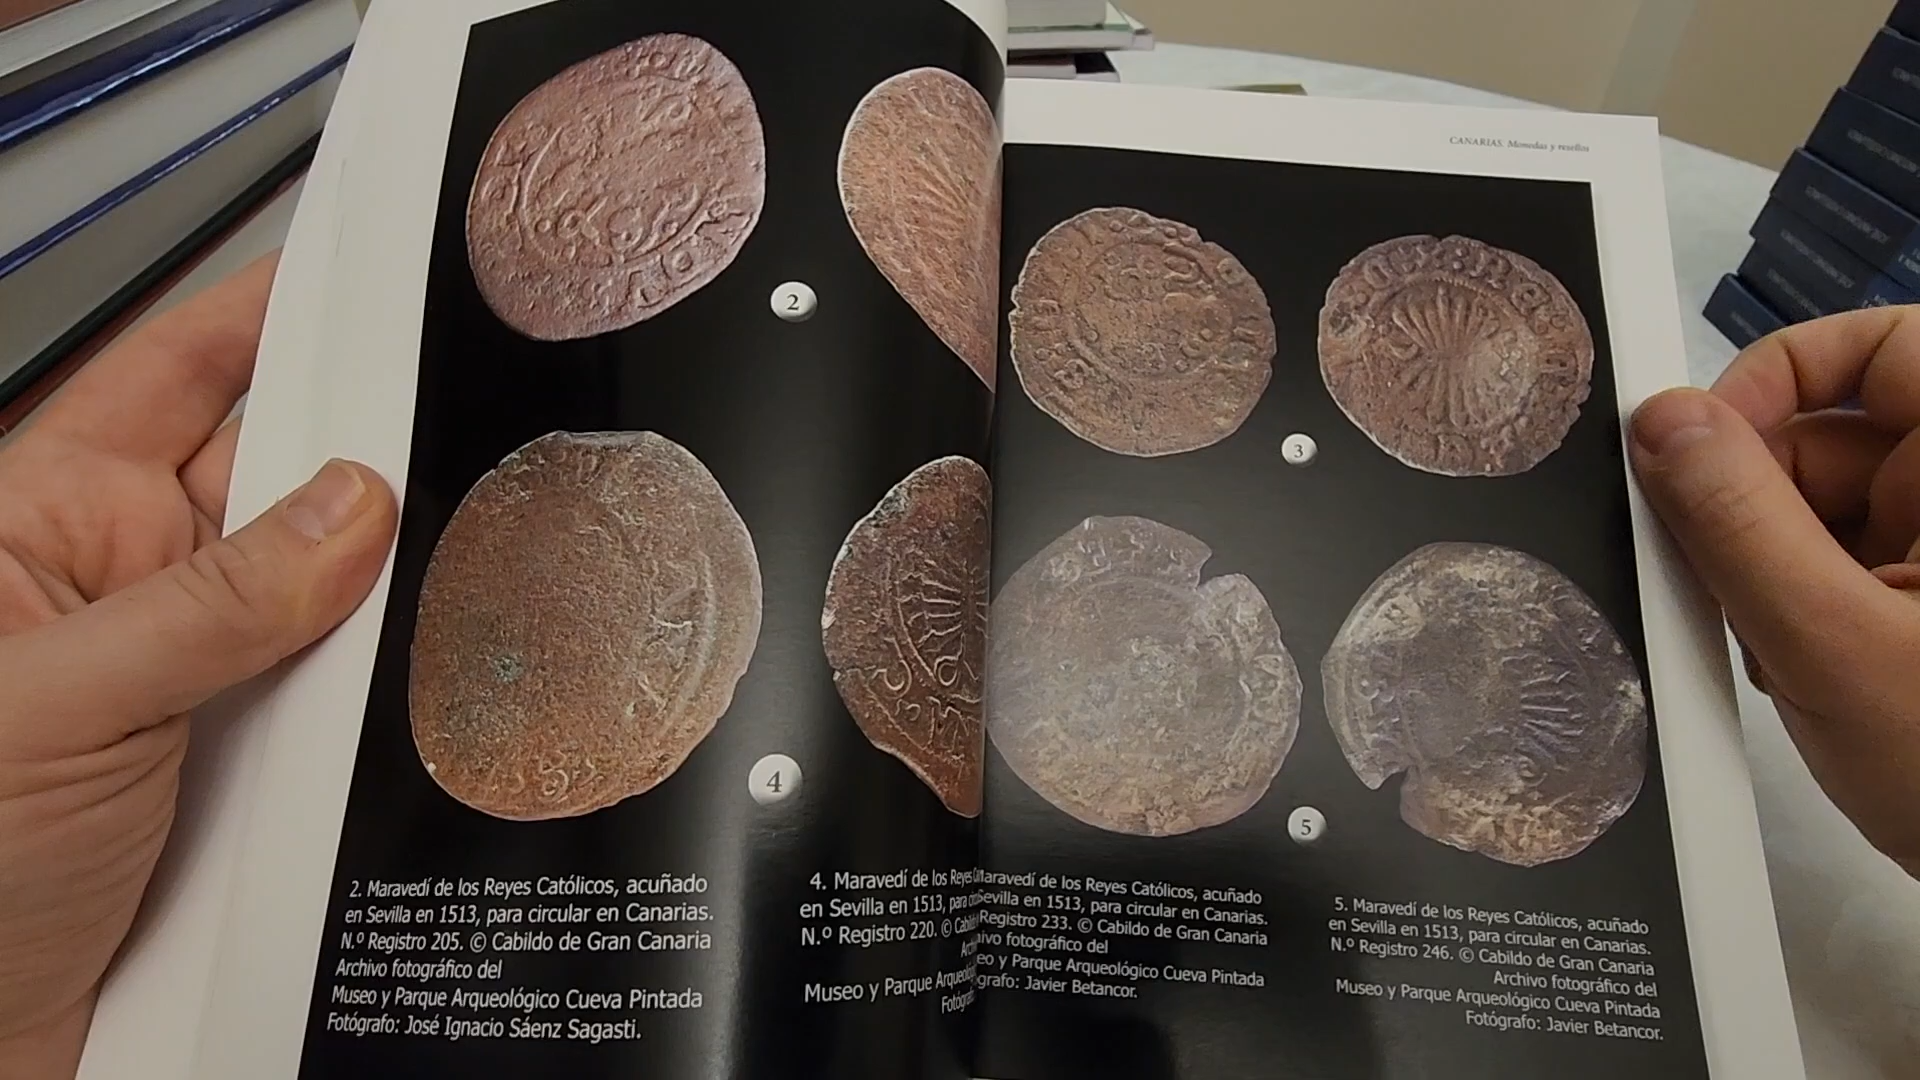 CANARIAS. Monedas y resellos
2
3
4
5
2. Maravedí de los Reyes Católicos, acuñado
en Sevilla en 1513, para circular en Canarias.
N.º Registro 205. © Cabildo de Gran Canaria
Archivo fotográfico del
Museo y Parque Arqueológico Cueva Pintada
Fotógrafo: José Ignacio Sáenz Sagasti.
4. Maravedí de los Reyes
en Sevilla en 1513, para
N.º Registro 220. ©
Museo y Parque
aravedí de los Reyes Católicos, acuñado
Sevilla en 1513, para circular en Canarias.
Registro 233. © Cabildo de Gran Canaria
ivo fotográfico del
eo y Parque Arqueológico Cueva Pintada
grafo: Javier Betancor.
5. Maravedí de los Reyes Católicos, acuñado
en Sevilla en 1513, para circular en Canarias.
N.º Registro 246. © Cabildo de Gran Canaria
Archivo fotográfico del
Museo y Parque Arqueológico Cueva Pintada
Fotógrafo: Javier Betancor.